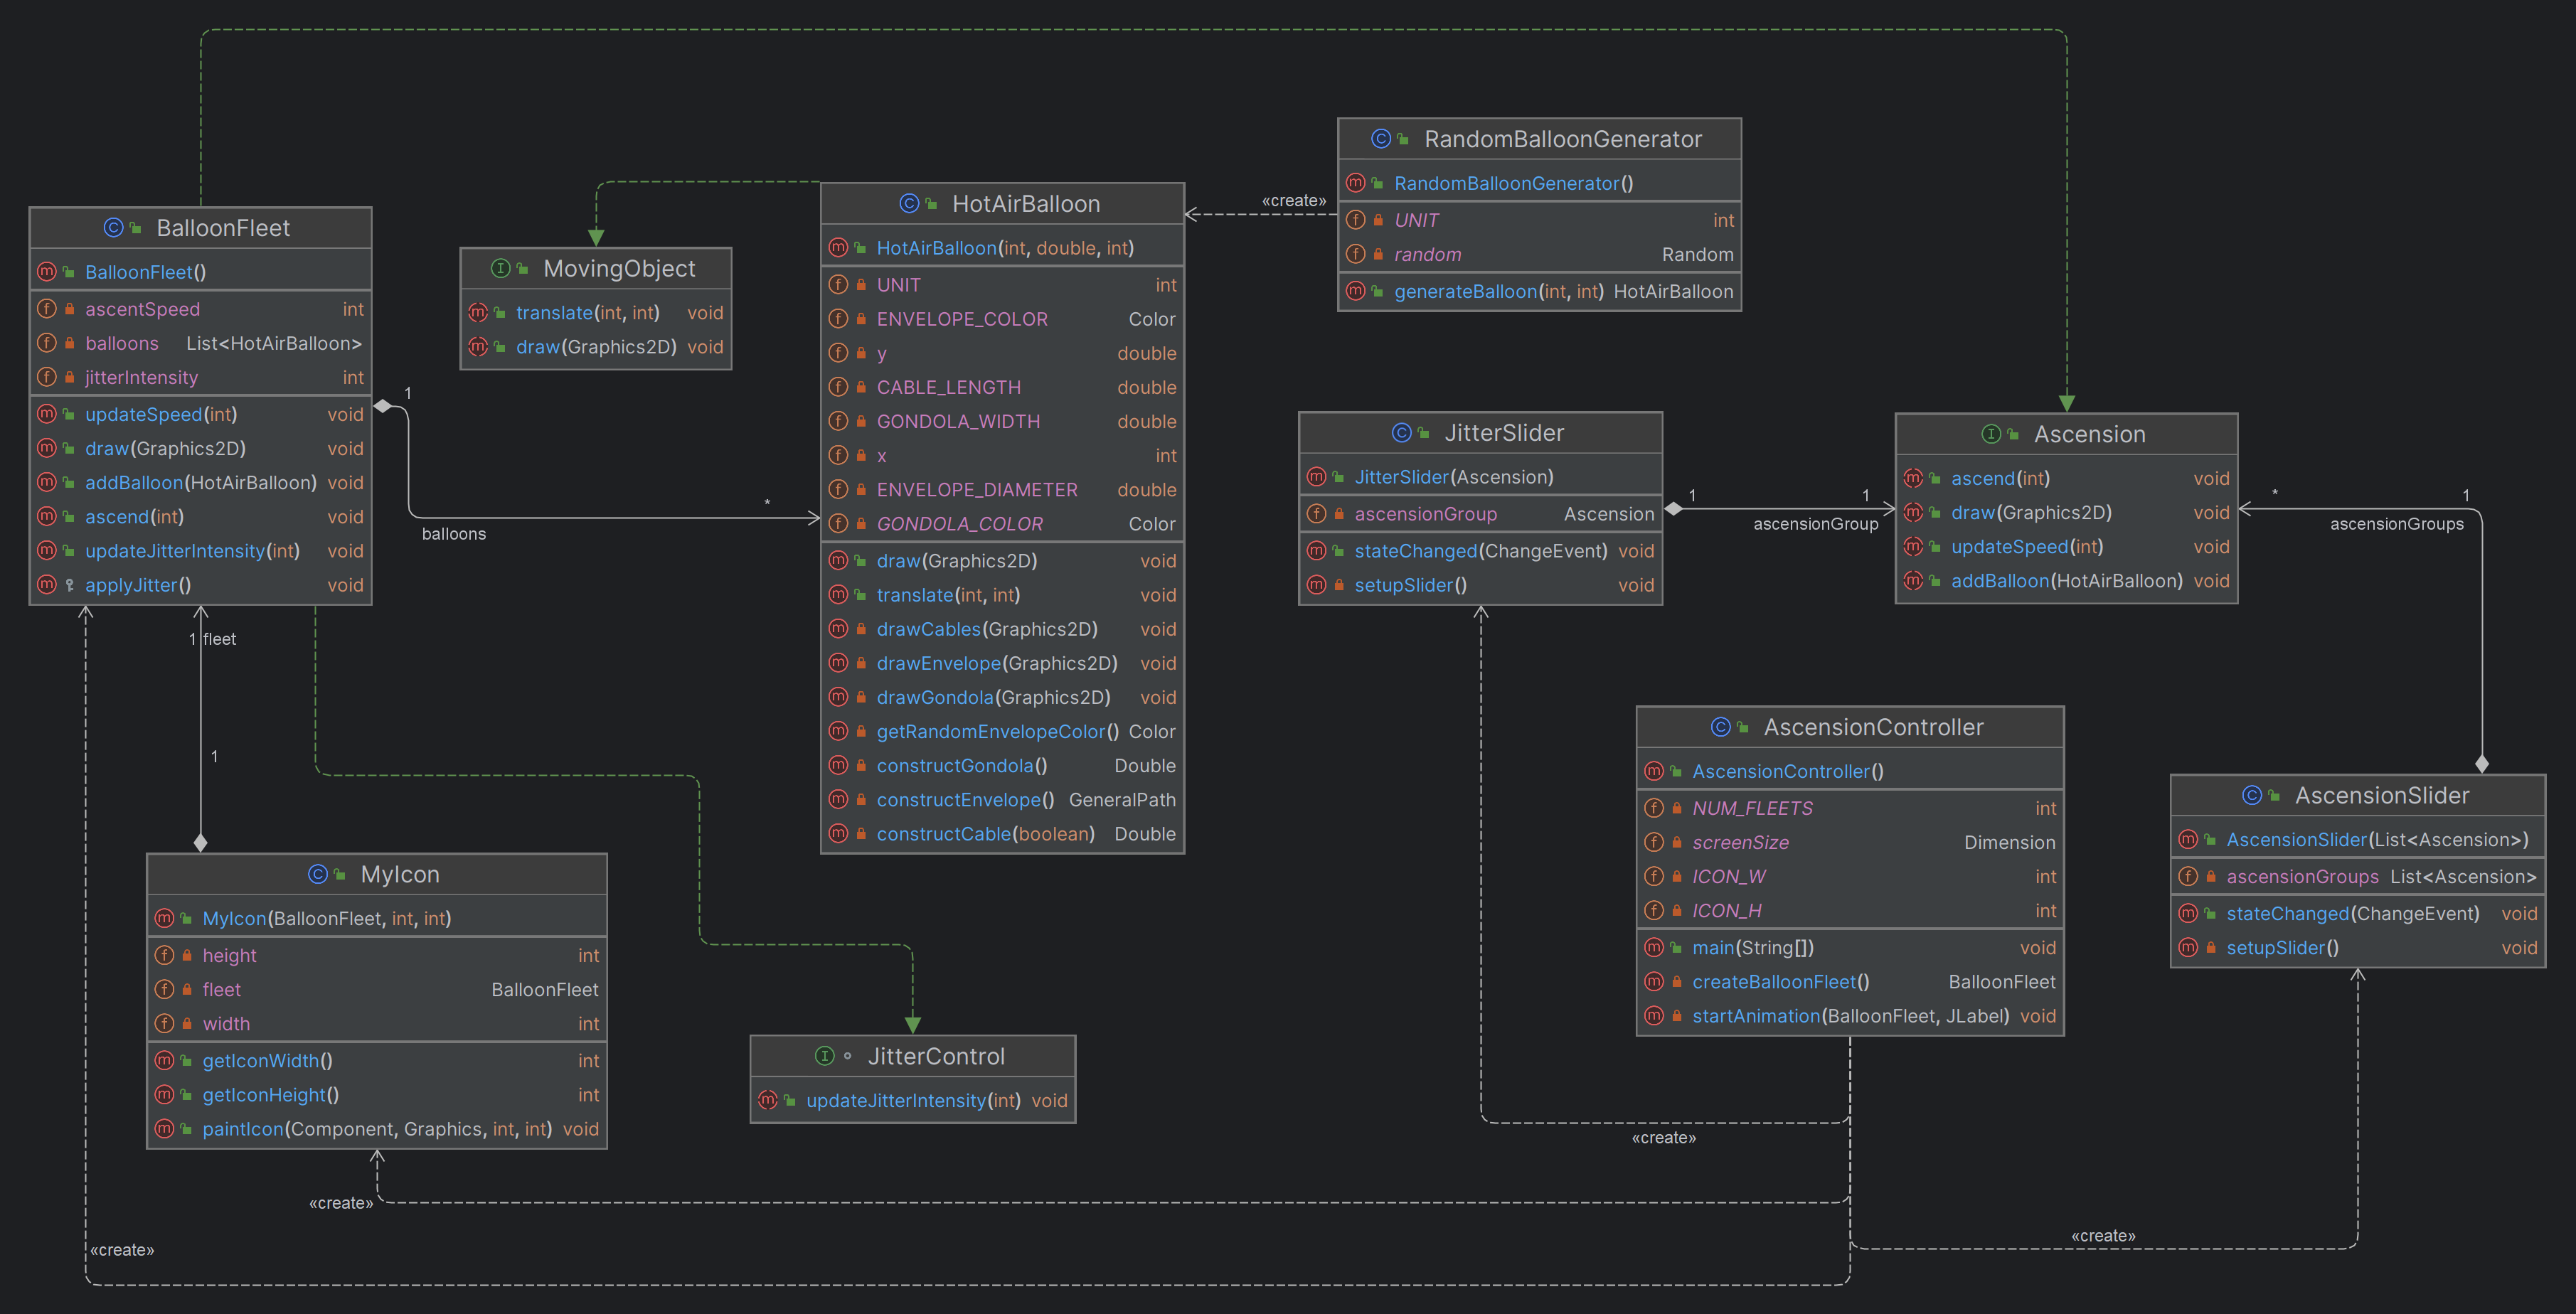 BalloonFleet
BalloonFleet()
ascentSpeed int
balloons List<HotAirBalloon>
jitterIntensity int
updateSpeed(int) void
draw(Graphics2D) void
addBalloon(HotAirBalloon) void
ascend(int) void
updateJitterIntensity(int) void
applyJitter() void
1
balloons
*
1 fleet
1
MovingObject
translate(int, int) void
draw(Graphics2D) void
HotAirBalloon
HotAirBalloon(int, double, int)
UNIT int
ENVELOPE_COLOR Color
y double
CABLE_LENGTH double
GONDOLA_WIDTH double
x int
ENVELOPE_DIAMETER double
GONDOLA_COLOR Color
draw(Graphics2D) void
translate(int, int) void
drawCables(Graphics2D) void
drawEnvelope(Graphics2D) void
drawGondola(Graphics2D) void
getRandomEnvelopeColor() Color
constructGondola() Double
constructEnvelope() GeneralPath
constructCable(boolean) Double
«create»
RandomBalloonGenerator
RandomBalloonGenerator()
UNIT int
random Random
generateBalloon(int, int) HotAirBalloon
JitterSlider
JitterSlider(Ascension)
ascensionGroup Ascension
stateChanged(ChangeEvent) void
setupSlider() void
1
1
ascensionGroup
Ascension
ascend(int) void
draw(Graphics2D) void
updateSpeed(int) void
addBalloon(HotAirBalloon) void
*
1
ascensionGroups
AscensionController
AscensionController()
NUM_FLEETS int
screenSize Dimension
ICON_W int
ICON_H int
main(String[]) void
createBalloonFleet() BalloonFleet
startAnimation(BalloonFleet, JLabel) void
AscensionSlider
AscensionSlider(List<Ascension>)
ascensionGroups List<Ascension>
stateChanged(ChangeEvent) void
setupSlider() void
MyIcon
MyIcon(BalloonFleet, int, int)
height int
fleet BalloonFleet
width int
getIconWidth() int
getIconHeight() int
paintIcon(Component, Graphics, int, int) void
JitterControl
updateJitterIntensity(int) void
«create»
«create»
«create»
«create»